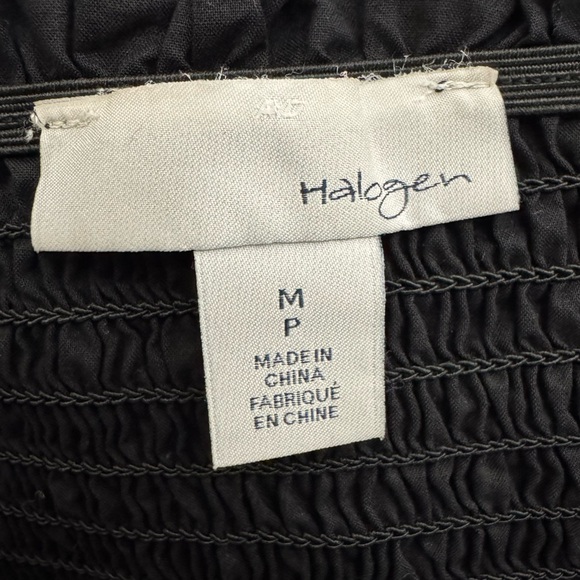 Halogen
M
P
MADE IN
CHINA
FABRIQUÉ
EN CHINE